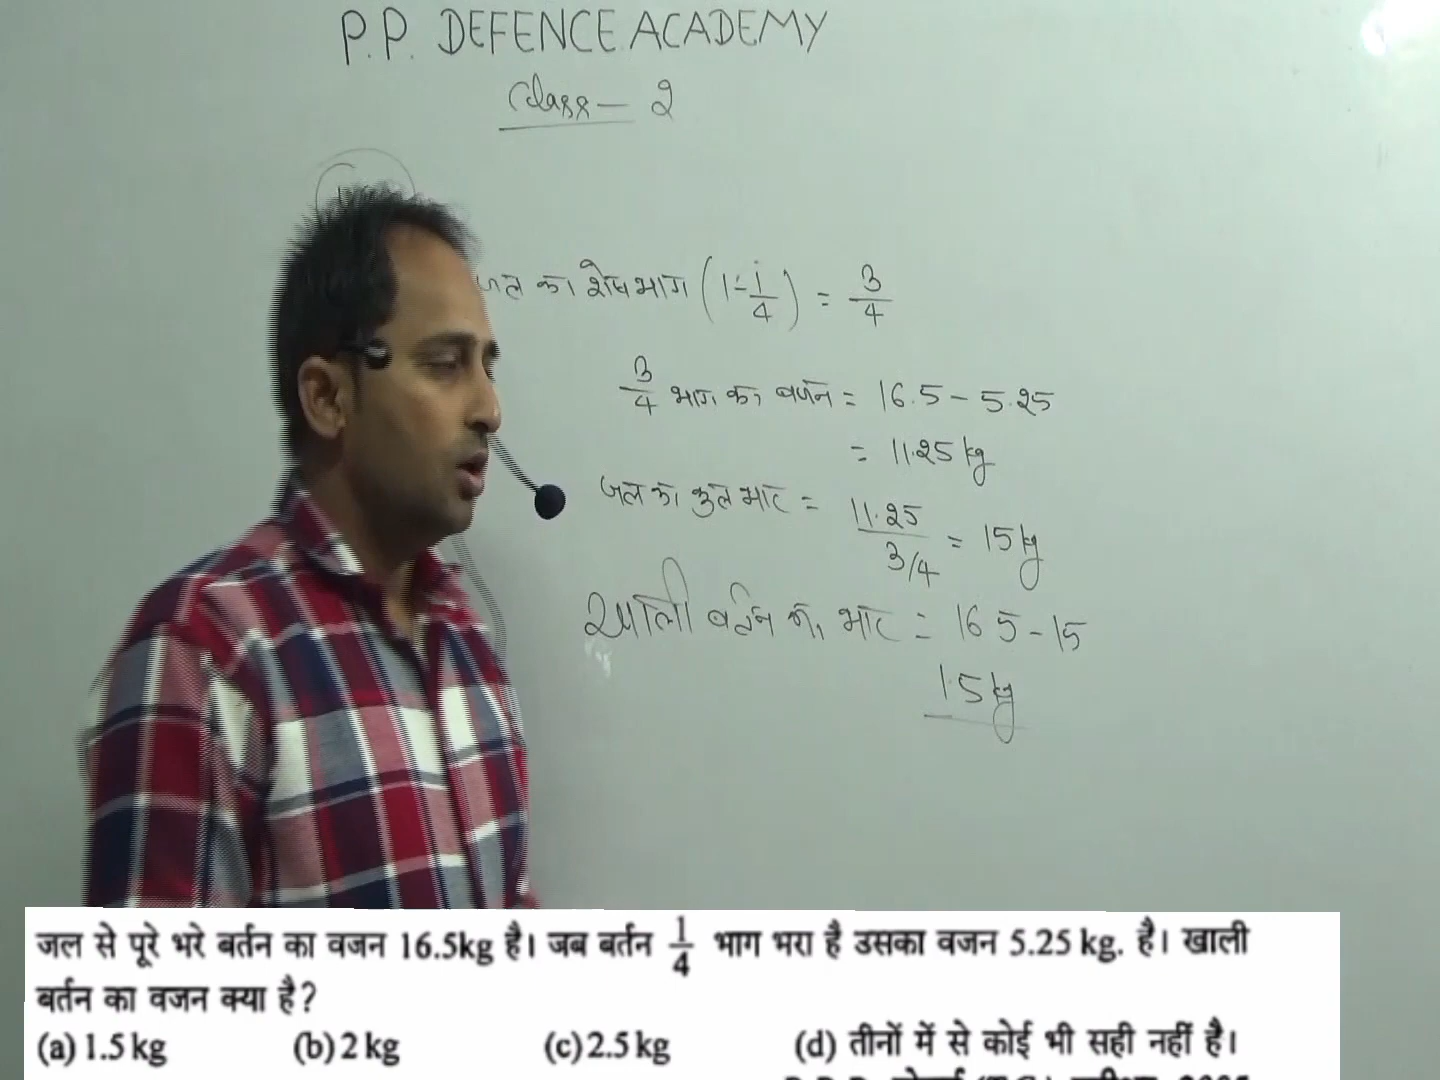 P.P. DEFENCE ACADEMY
Class - 2
जल का शेष भाग (1-1/4) = 3/4
3/4 भाग का वजन = 16.5 - 5.25
= 11.25 kg
जल का कुल भार = 11.25 / 3/4 = 15 kg
खाली बर्तन का भार = 16 5 - 15
1.5 kg
जल से पूरे भरे बर्तन का वजन 16.5kg है। जब बर्तन 1/4 भाग भरा है उसका वजन 5.25 kg. है। खाली
बर्तन का वजन क्या है?
(a) 1.5 kg (b) 2 kg (c) 2.5 kg (d) तीनों में से कोई भी सही नहीं है।